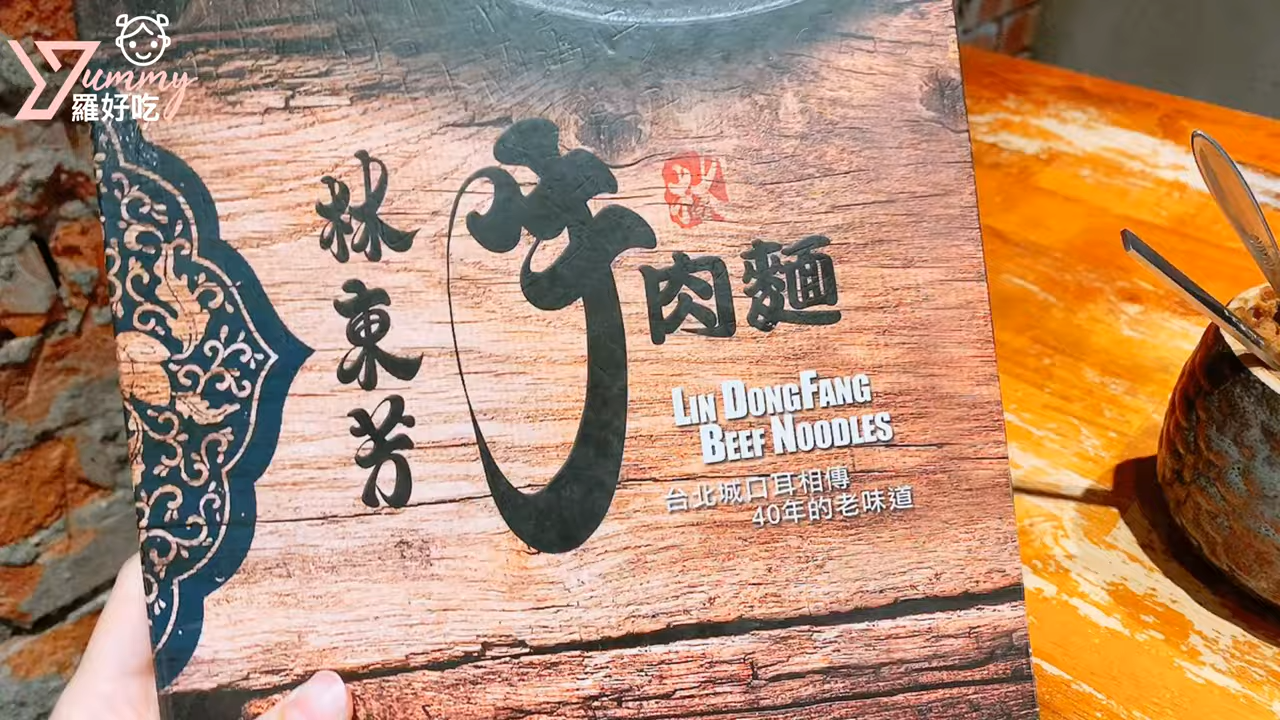 Yummy
羅好吃
林東芳
牛
肉麵
LIN DONGFANG
BEEF NOODLES
台北城口耳相傳
40年的老味道